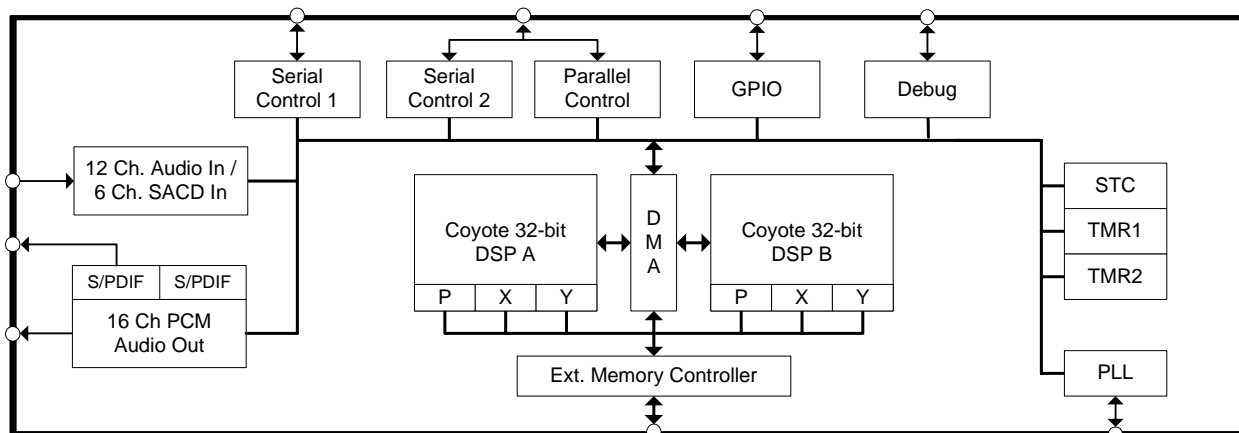 Serial
Control 1
Serial
Control 2
Parallel
Control
GPIO
Debug
12 Ch. Audio In /
6 Ch. SACD In
S/PDIF
S/PDIF
16 Ch PCM
Audio Out
Coyote 32-bit
DSP A
P
X
Y
D
M
A
Coyote 32-bit
DSP B
P
X
Y
Ext. Memory Controller
STC
TMR1
TMR2
PLL